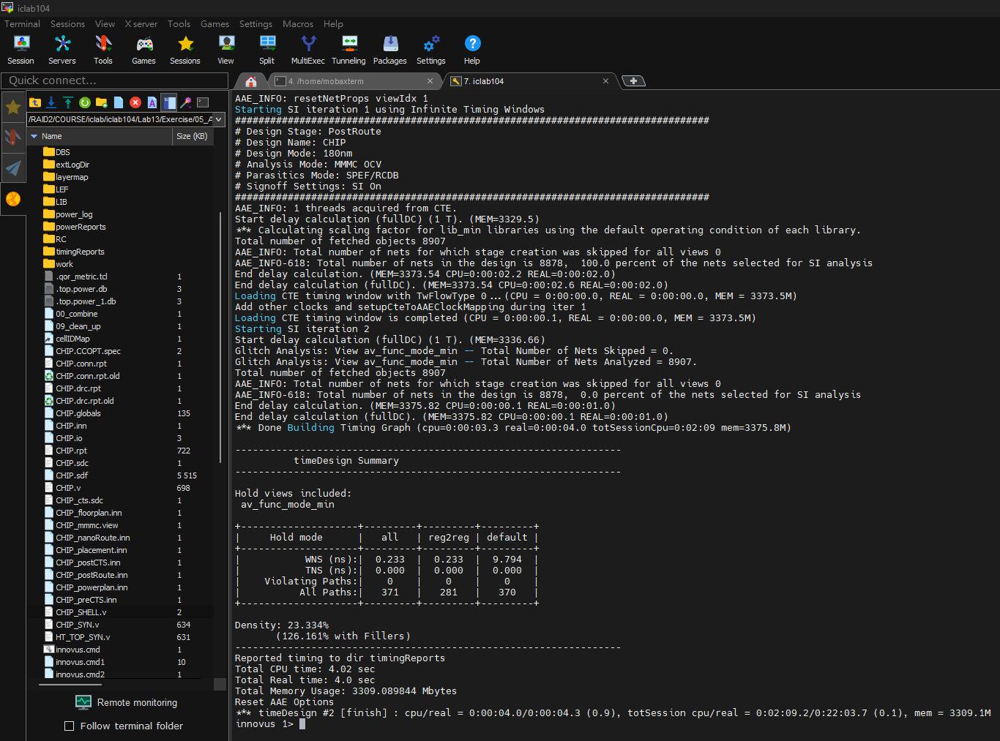 iclab104
Terminal Sessions View X server Tools Games Settings Macros Help
Session Servers Tools Games Sessions View Split MultiExec Tunneling Packages Settings Help
Quick connect...
4. /home/mobaxterm
7. iclab104
/RAID2/COURSE/iclab/iclab104/Lab13/Exercise/05_A
Name Size (KB)
DBS
extLogDir
layermap
LEF
LIB
power_log
powerReports
RC
timingReports
work
.qor_metric.tcl 1
.top.power.db 3
.top.power_1.db 3
00_combine 1
09_clean_up 1
cellIDMap 1
CHIP.CCOPT.spec 2
CHIP.conn.rpt 1
CHIP.conn.rpt.old 1
CHIP.drc.rpt 1
CHIP.drc.rpt.old 1
CHIP.globals 135
CHIP.inn 1
CHIP.io 3
CHIP.rpt 722
CHIP.sdc 1
CHIP.sdf 5 515
CHIP.v 698
CHIP_cts.sdc 1
CHIP_floorplan.inn 1
CHIP_mmmc.view 1
CHIP_nanoRoute.inn 1
CHIP_placement.inn 1
CHIP_postCTS.inn 1
CHIP_postRoute.inn 1
CHIP_powerplan.inn 1
CHIP_preCTS.inn 1
CHIP_SHELL.v 2
CHIP_SYN.v 634
HT_TOP_SYN.v 631
innovus.cmd 1
innovus.cmd1 10
innovus.cmd2 1
Remote monitoring
Follow terminal folder
AAE_INFO: resetNetProps viewIdx 1
Starting SI iteration 1 using Infinite Timing Windows
#################################################################################
# Design Stage: PostRoute
# Design Name: CHIP
# Design Mode: 180nm
# Analysis Mode: MMMC OCV
# Parasitics Mode: SPEF/RCDB
# Signoff Settings: SI On
#################################################################################
AAE_INFO: 1 threads acquired from CTE.
Start delay calculation (fullDC) (1 T). (MEM=3329.5)
*** Calculating scaling factor for lib_min libraries using the default operating condition of each library.
Total number of fetched objects 8907
AAE_INFO: Total number of nets for which stage creation was skipped for all views 0
AAE_INFO-618: Total number of nets in the design is 8878,  100.0 percent of the nets selected for SI analysis
End delay calculation. (MEM=3373.54 CPU=0:00:02.2 REAL=0:00:02.0)
End delay calculation (fullDC). (MEM=3373.54 CPU=0:00:02.6 REAL=0:00:02.0)
Loading CTE timing window with TwFlowType 0...(CPU = 0:00:00.0, REAL = 0:00:00.0, MEM = 3373.5M)
Add other clocks and setupCteToAAEClockMapping during iter 1
Loading CTE timing window is completed (CPU = 0:00:00.1, REAL = 0:00:00.0, MEM = 3373.5M)
Starting SI iteration 2
Start delay calculation (fullDC) (1 T). (MEM=3336.66)
Glitch Analysis: View av_func_mode_min -- Total Number of Nets Skipped = 0.
Glitch Analysis: View av_func_mode_min -- Total Number of Nets Analyzed = 8907.
Total number of fetched objects 8907
AAE_INFO: Total number of nets for which stage creation was skipped for all views 0
AAE_INFO-618: Total number of nets in the design is 8878,  0.0 percent of the nets selected for SI analysis
End delay calculation. (MEM=3375.82 CPU=0:00:00.1 REAL=0:00:01.0)
End delay calculation (fullDC). (MEM=3375.82 CPU=0:00:00.1 REAL=0:00:01.0)
*** Done Building Timing Graph (cpu=0:00:03.3 real=0:00:04.0 totSessionCpu=0:02:09 mem=3375.8M)
------------------------------------------------------------------
timeDesign Summary
------------------------------------------------------------------
Hold views included:
av_func_mode_min
+--------------------+---------+---------+---------+
|     Hold mode      |   all   | reg2reg | default |
+--------------------+---------+---------+---------+
|           WNS (ns):|  0.233  |  0.233  |  9.794  |
|           TNS (ns):|  0.000  |  0.000  |  0.000  |
|    Violating Paths:|    0    |    0    |    0    |
|          All Paths:|   371   |   281   |   370   |
+--------------------+---------+---------+---------+
Density: 23.334%
(126.161% with Fillers)
------------------------------------------------------------------
Reported timing to dir timingReports
Total CPU time: 4.02 sec
Total Real time: 4.0 sec
Total Memory Usage: 3309.089844 Mbytes
Reset AAE Options
*** timeDesign #2 [finish] : cpu/real = 0:00:04.0/0:00:04.3 (0.9), totSession cpu/real = 0:02:09.2/0:22:03.7 (0.1), mem = 3309.1M
innovus 1>